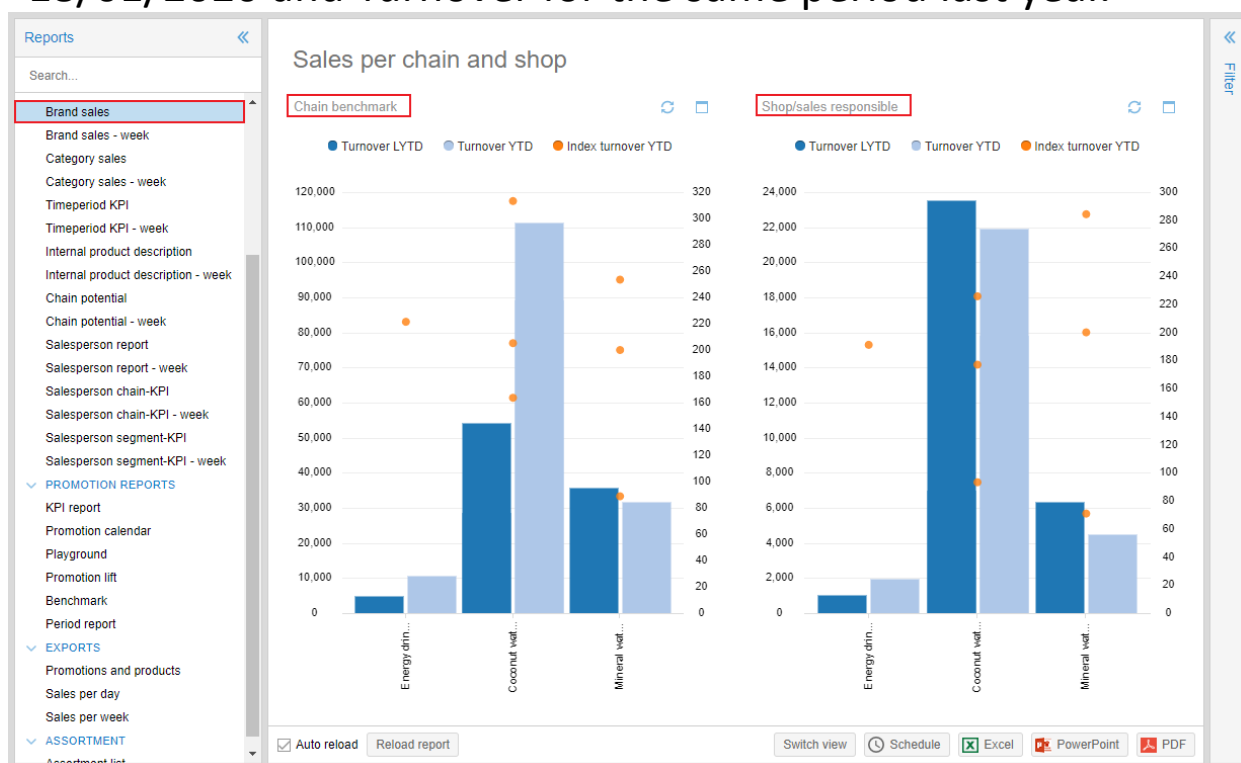 Reports
Search...
Brand sales
Brand sales - week
Category sales
Category sales - week
Timeperiod KPI
Timeperiod KPI - week
Internal product description
Internal product description - week
Chain potential
Chain potential - week
Salesperson report
Salesperson report - week
Salesperson chain-KPI
Salesperson chain-KPI - week
Salesperson segment-KPI
Salesperson segment-KPI - week
PROMOTION REPORTS
KPI report
Promotion calendar
Playground
Promotion lift
Benchmark
Period report
EXPORTS
Promotions and products
Sales per day
Sales per week
ASSORTMENT
Sales per chain and shop
Chain benchmark
Turnover LYTD Turnover YTD Index turnover YTD
120,000
110,000
100,000
90,000
80,000
70,000
60,000
50,000
40,000
30,000
20,000
10,000
0
320
300
280
260
240
220
200
180
160
140
120
100
80
60
40
20
0
Energy drin...
Coconut wat...
Mineral wat...
Shop/sales responsible
Turnover LYTD Turnover YTD Index turnover YTD
24,000
22,000
20,000
18,000
16,000
14,000
12,000
10,000
8,000
6,000
4,000
2,000
0
300
280
260
240
220
200
180
160
140
120
100
80
60
40
20
0
Energy drin...
Coconut wat...
Mineral wat...
Filter
Auto reload Reload report Switch view Schedule Excel PowerPoint PDF